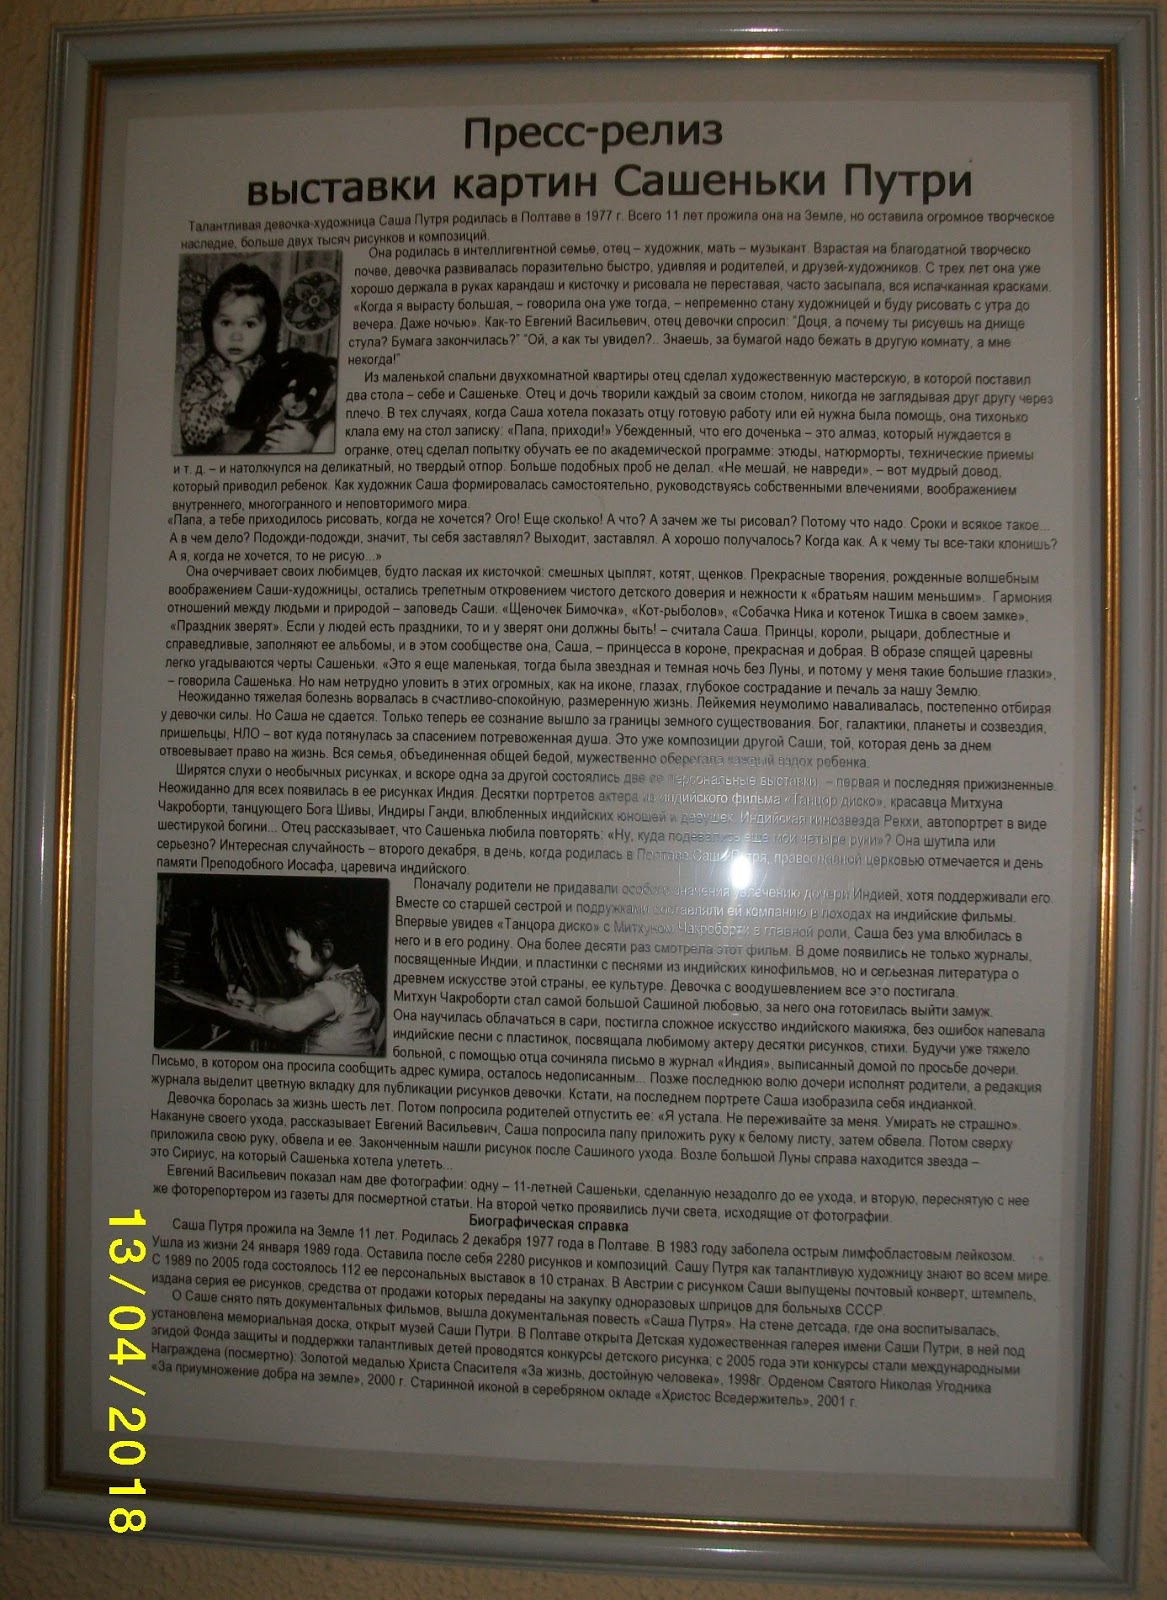 Пресс-релиз
выставки картин Сашеньки Путри
Талантливая девочка-художница Саша Путря родилась в Полтаве в 1977 г. Всего 11 лет прожила она на Земле, но оставила огромное творческое
наследие, больше двух тысяч рисунков и композиций.
Она родилась в интеллигентной семье, отец – художник, мать – музыкант. Взрастая на благодатной творческо
почве, девочка развивалась поразительно быстро, удивляя и родителей, и друзей-художников. С трех лет она уже
хорошо держала в руках карандаш и кисточку и рисовала не переставая, часто засыпала, вся испачканная красками.
«Когда я вырасту большая, – говорила она уже тогда, – непременно стану художницей и буду рисовать с утра до
вечера. Даже ночью». Как-то Евгений Васильевич, отец девочки спросил: "Доця, а почему ты рисуешь на днище
стула? Бумага закончилась?" "Ой, а как ты увидел?.. Знаешь, за бумагой надо бежать в другую комнату, а мне
некогда!"
Из маленькой спальни двухкомнатной квартиры отец сделал художественную мастерскую, в которой поставил
два стола – себе и Сашеньке. Отец и дочь творили каждый за своим столом, никогда не заглядывая друг другу через
плечо. В тех случаях, когда Саша хотела показать отцу готовую работу или ей нужна была помощь, она тихонько
клала ему на стол записку: «Папа, приходи!» Убежденный, что его доченька – это алмаз, который нуждается в
огранке, отец сделал попытку обучать ее по академической программе: этюды, натюрморты, технические приемы
и т. д. – и натолкнулся на деликатный, но твердый отпор. Больше подобных проб не делал. «Не мешай, не навреди», – вот мудрый довод,
который приводил ребенок. Как художник Саша формировалась самостоятельно, руководствуясь собственными влечениями, воображением
внутреннего, многогранного и неповторимого мира.
«Папа, а тебе приходилось рисовать, когда не хочется? Ого! Еще сколько! А что? А зачем же ты рисовал? Потому что надо. Сроки и всякое такое...
А в чем дело? Подожди-подожди, значит, ты себя заставлял? Выходит, заставлял. А хорошо получалось? Когда как. А к чему ты все-таки клонишь?
А я, когда не хочется, то не рисую...»
Она очерчивает своих любимцев, будто лаская их кисточкой: смешных цыплят, котят, щенков. Прекрасные творения, рожденные волшебным
воображением Саши-художницы, остались трепетным откровением чистого детского доверия и нежности к «братьям нашим меньшим». Гармония
отношений между людьми и природой – заповедь Саши. «Щеночек Бимочка», «Кот-рыболов», «Собачка Ника и котенок Тишка в своем замке»,
«Праздник зверят». Если у людей есть праздники, то и у зверят они должны быть! – считала Саша. Принцы, короли, рыцари, доблестные и
справедливые, заполняют ее альбомы, и в этом сообществе она, Саша, – принцесса в короне, прекрасная и добрая. В образе спящей царевны
легко угадываются черты Сашеньки. «Это я еще маленькая, тогда была звездная и темная ночь без Луны, и потому у меня такие большие глазки»,
– говорила Сашенька. Но нам нетрудно уловить в этих огромных, как на иконе, глазах, глубокое сострадание и печаль за нашу Землю.
Неожиданно тяжелая болезнь ворвалась в счастливо-спокойную, размеренную жизнь. Лейкемия неумолимо наваливалась, постепенно отбирая
у девочки силы. Но Саша не сдается. Только теперь ее сознание вышло за границы земного существования. Бог, галактики, планеты и созвездия,
пришельцы, НЛО – вот куда потянулась за спасением потревоженная душа. Это уже композиции другой Саши, той, которая день за днем
отвоевывает право на жизнь. Вся семья, объединенная общей бедой, мужественно оберегала каждый вздох ребенка.
Ширятся слухи о необычных рисунках, и вскоре одна за другой состоялись две ее персональные выставки, – первая и последняя прижизненные.
Неожиданно для всех появилась в ее рисунках Индия. Десятки портретов актера из индийского фильма «Танцор диско», красавца Митхуна
Чакроборти, танцующего Бога Шивы, Индиры Ганди, влюбленных индийских юношей и девушек. Индийская кинозвезда Рекхи, автопортрет в виде
шестирукой богини... Отец рассказывает, что Сашенька любила повторять: «Ну, куда подевались еще мои четыре руки»? Она шутила или
серьезно? Интересная случайность – второго декабря, в день, когда родилась в Полтаве Саша Путря, православной церковью отмечается и день
памяти Преподобного Иосафа, царевича индийского.
Поначалу родители не придавали особого значения увлечению дочери Индией, хотя поддерживали его.
Вместе со старшей сестрой и подружками составляли ей компанию в походах на индийские фильмы.
Впервые увидев «Танцора диско» с Митхуном Чакроборти в главной роли, Саша без ума влюбилась в
него и в его родину. Она более десяти раз смотрела этот фильм. В доме появились не только журналы,
посвященные Индии, и пластинки с песнями из индийских кинофильмов, но и серьезная литература о
древнем искусстве этой страны, ее культуре. Девочка с воодушевлением все это постигала.
Митхун Чакроборти стал самой большой Сашиной любовью, за него она готовилась выйти замуж.
Она научилась облачаться в сари, постигла сложное искусство индийского макияжа, без ошибок напевала
индийские песни с пластинок, посвящала любимому актеру десятки рисунков, стихи. Будучи уже тяжело
больной, с помощью отца сочиняла письмо в журнал «Индия», выписанный домой по просьбе дочери.
Письмо, в котором она просила сообщить адрес кумира, осталось недописанным... Позже последнюю волю дочери исполнят родители, а редакция
журнала выделит цветную вкладку для публикации рисунков девочки. Кстати, на последнем портрете Саша изобразила себя индианкой.
Девочка боролась за жизнь шесть лет. Потом попросила родителей отпустить ее: «Я устала. Не переживайте за меня. Умирать не страшно».
Накануне своего ухода, рассказывает Евгений Васильевич, Саша попросила папу приложить руку к белому листу, затем обвела. Потом сверху
приложила свою руку, обвела и ее. Законченным нашли рисунок после Сашиного ухода. Возле большой Луны справа находится звезда –
это Сириус, на который Сашенька хотела улететь...
Евгений Васильевич показал нам две фотографии: одну – 11-летней Сашеньки, сделанную незадолго до ее ухода, и вторую, переснятую с нее
же фоторепортером из газеты для посмертной статьи. На второй четко проявились лучи света, исходящие от фотографии.
Биографическая справка
Саша Путря прожила на Земле 11 лет. Родилась 2 декабря 1977 года в Полтаве. В 1983 году заболела острым лимфобластовым лейкозом.
Ушла из жизни 24 января 1989 года. Оставила после себя 2280 рисунков и композиций. Сашу Путря как талантливую художницу знают во всем мире.
С 1989 по 2005 года состоялось 112 ее персональных выставок в 10 странах. В Австрии с рисунком Саши выпущены почтовый конверт, штемпель,
издана серия ее рисунков, средства от продажи которых переданы на закупку одноразовых шприцов для больныхв СССР.
О Саше снято пять документальных фильмов, вышла документальная повесть «Саша Путря». На стене детсада, где она воспитывалась,
установлена мемориальная доска, открыт музей Саши Путри. В Полтаве открыта Детская художественная галерея имени Саши Путри, в ней под
эгидой Фонда защиты и поддержки талантливых детей проводятся конкурсы детского рисунка; с 2005 года эти конкурсы стали международными
Награждена (посмертно): Золотой медалью Христа Спасителя «За жизнь, достойную человека», 1998г. Орденом Святого Николая Угодника
«За приумножение добра на земле», 2000 г. Старинной иконой в серебряном окладе «Христос Вседержитель», 2001 г.
13/04/2018